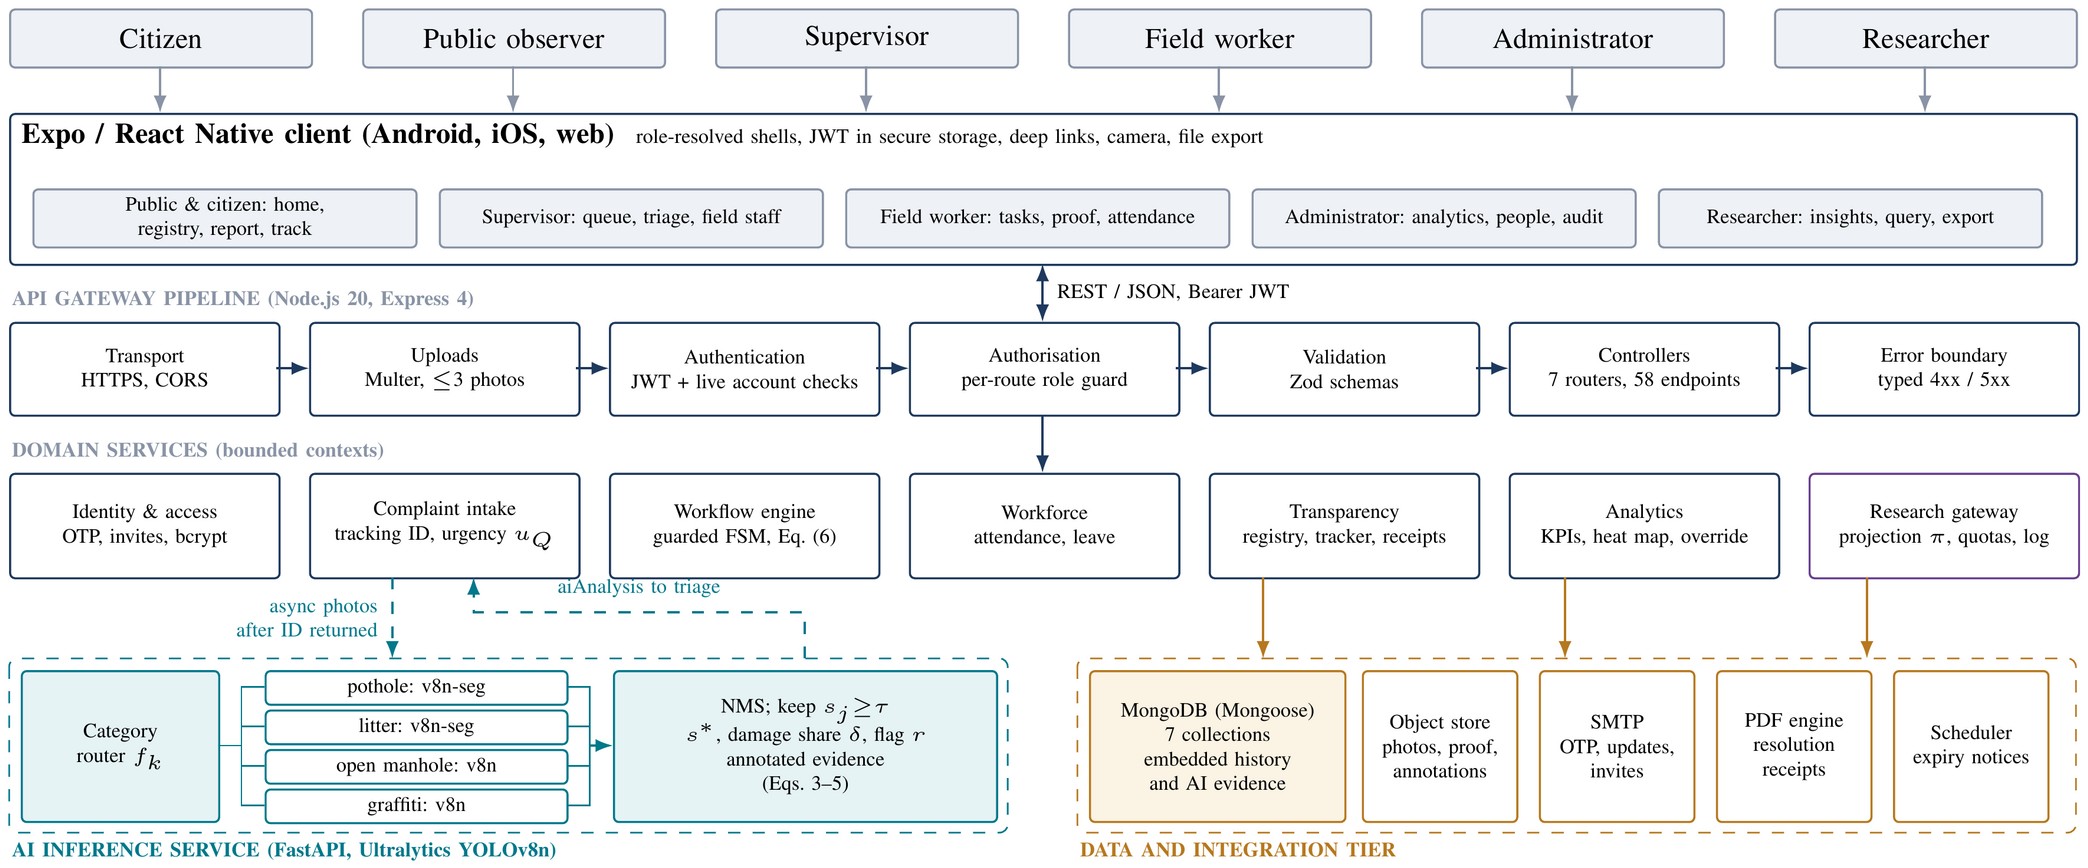 Citizen
Public observer
Supervisor
Field worker
Administrator
Researcher
Expo / React Native client (Android, iOS, web) role-resolved shells, JWT in secure storage, deep links, camera, file export
Public & citizen: home,
registry, report, track
Supervisor: queue, triage, field staff
Field worker: tasks, proof, attendance
Administrator: analytics, people, audit
Researcher: insights, query, export
REST / JSON, Bearer JWT
API GATEWAY PIPELINE (Node.js 20, Express 4)
Transport
HTTPS, CORS
Uploads
Multer, ≤3 photos
Authentication
JWT + live account checks
Authorisation
per-route role guard
Validation
Zod schemas
Controllers
7 routers, 58 endpoints
Error boundary
typed 4xx / 5xx
DOMAIN SERVICES (bounded contexts)
Identity & access
OTP, invites, bcrypt
Complaint intake
tracking ID, urgency u_Q
Workflow engine
guarded FSM, Eq. (6)
Workforce
attendance, leave
Transparency
registry, tracker, receipts
Analytics
KPIs, heat map, override
Research gateway
projection π, quotas, log
aiAnalysis to triage
async photos
after ID returned
Category
router f_k
pothole: v8n-seg
litter: v8n-seg
open manhole: v8n
graffiti: v8n
NMS; keep s_j ≥ τ
s*, damage share δ, flag r
annotated evidence
(Eqs. 3–5)
MongoDB (Mongoose)
7 collections
embedded history
and AI evidence
Object store
photos, proof,
annotations
SMTP
OTP, updates,
invites
PDF engine
resolution
receipts
Scheduler
expiry notices
AI INFERENCE SERVICE (FastAPI, Ultralytics YOLOv8n)
DATA AND INTEGRATION TIER